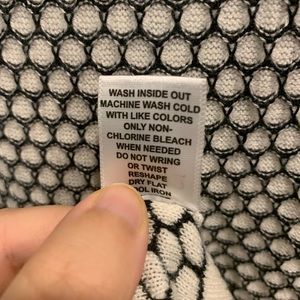 WASH INSIDE OUT
MACHINE WASH COLD
WITH LIKE COLORS
ONLY NON-
CHLORINE BLEACH
WHEN NEEDED
DO NOT WRING
OR TWIST
RESHAPE
DRY FLAT
OOL IRON